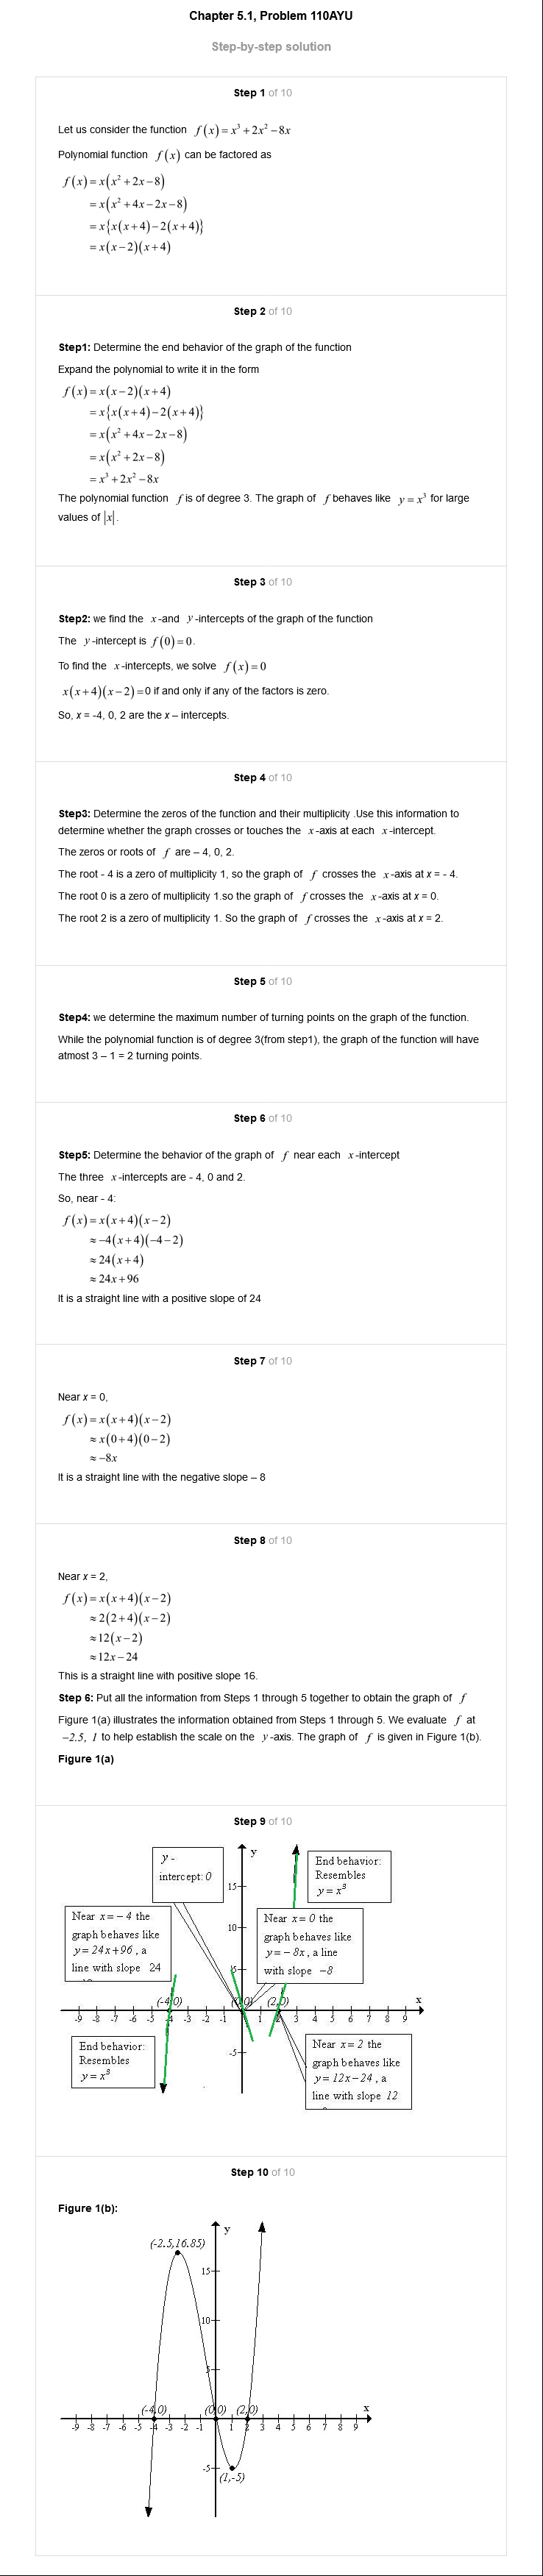 Chapter 5.1, Problem 110AYU
Step-by-step solution
Step 1 of 10
Let us consider the function f(x) = x³ + 2x² − 8x
Polynomial function f(x) can be factored as
f(x) = x(x² + 2x − 8)
= x(x² + 4x − 2x − 8)
= x{x(x + 4) − 2(x + 4)}
= x(x − 2)(x + 4)
Step 2 of 10
Step1: Determine the end behavior of the graph of the function
Expand the polynomial to write it in the form
f(x) = x(x − 2)(x + 4)
= x{x(x + 4) − 2(x + 4)}
= x(x² + 4x − 2x − 8)
= x(x² + 2x − 8)
= x³ + 2x² − 8x
The polynomial function f is of degree 3. The graph of f behaves like y = x³ for large
values of |x|.
Step 3 of 10
Step2: we find the x-and y-intercepts of the graph of the function
The y-intercept is f(0) = 0.
To find the x-intercepts, we solve f(x) = 0
x(x + 4)(x − 2) = 0 if and only if any of the factors is zero.
So, x = -4, 0, 2 are the x – intercepts.
Step 4 of 10
Step3: Determine the zeros of the function and their multiplicity .Use this information to
determine whether the graph crosses or touches the x-axis at each x-intercept.
The zeros or roots of f are – 4, 0, 2.
The root - 4 is a zero of multiplicity 1, so the graph of f crosses the x-axis at x = - 4.
The root 0 is a zero of multiplicity 1.so the graph of f crosses the x-axis at x = 0.
The root 2 is a zero of multiplicity 1. So the graph of f crosses the x-axis at x = 2.
Step 5 of 10
Step4: we determine the maximum number of turning points on the graph of the function.
While the polynomial function is of degree 3(from step1), the graph of the function will have
atmost 3 – 1 = 2 turning points.
Step 6 of 10
Step5: Determine the behavior of the graph of f near each x-intercept
The three x-intercepts are - 4, 0 and 2.
So, near - 4:
f(x) = x(x + 4)(x − 2)
≈ −4(x + 4)(−4 − 2)
≈ 24(x + 4)
≈ 24x + 96
It is a straight line with a positive slope of 24
Step 7 of 10
Near x = 0,
f(x) = x(x + 4)(x − 2)
≈ x(0 + 4)(0 − 2)
≈ −8x
It is a straight line with the negative slope – 8
Step 8 of 10
Near x = 2,
f(x) = x(x + 4)(x − 2)
≈ 2(2 + 4)(x − 2)
≈ 12(x − 2)
≈ 12x − 24
This is a straight line with positive slope 16.
Step 6: Put all the information from Steps 1 through 5 together to obtain the graph of f
Figure 1(a) illustrates the information obtained from Steps 1 through 5. We evaluate f at
−2.5, 1 to help establish the scale on the y-axis. The graph of f is given in Figure 1(b).
Figure 1(a)
Step 9 of 10
y -
intercept: 0
y
End behavior:
Resembles
y = x³
15
10
5
Near x = − 4 the
graph behaves like
y = 24x + 96 , a
line with slope 24
Near x = 0 the
graph behaves like
y = − 8x , a line
with slope −8
(-4,0) (0,0) (2,0) x
-9 -8 -7 -6 -5 -4 -3 -2 -1 1 2 3 4 5 6 7 8 9
End behavior:
Resembles
y = x³
-5
Near x = 2 the
graph behaves like
y = 12x − 24 , a
line with slope 12
Step 10 of 10
Figure 1(b):
y
(-2.5,16.85)
15
10
5
(-4,0) (0,0) (2,0) x
-9 -8 -7 -6 -5 -4 -3 -2 -1 1 2 3 4 5 6 7 8 9
-5
(1,-5)